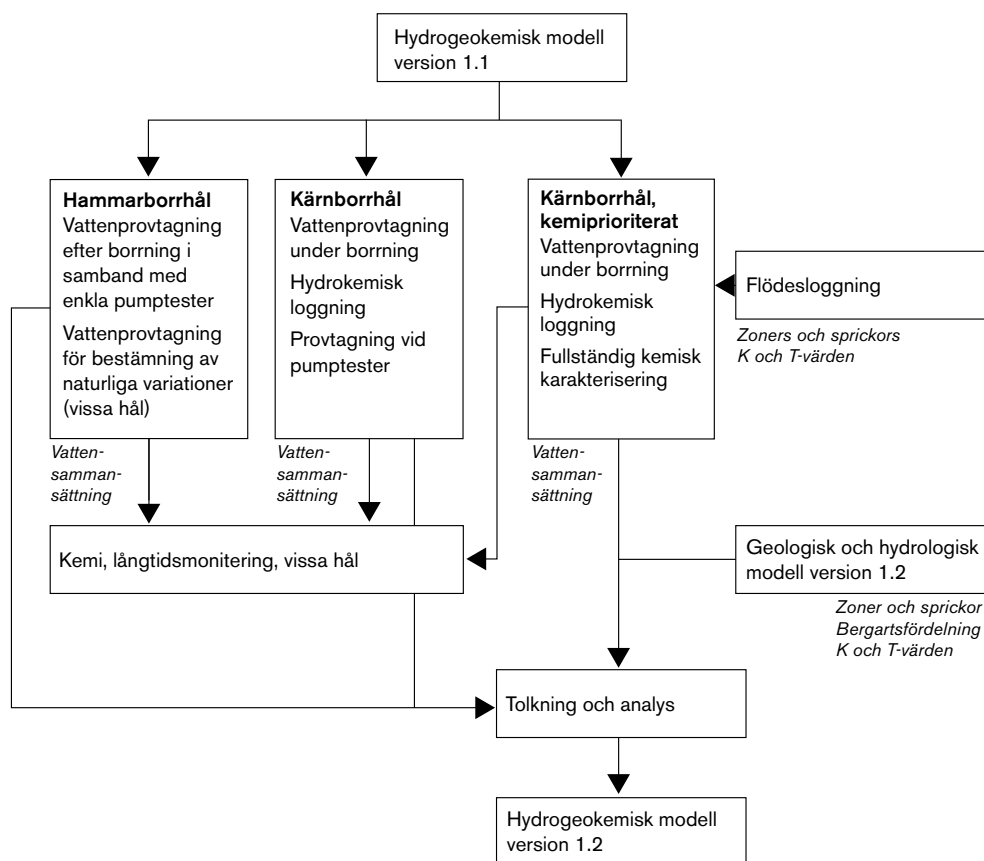 Hydrogeokemisk modell
version 1.1
Hammarborrhål
Vattenprovtagning
efter borrning i
samband med
enkla pumptester
Vattenprovtagning
för bestämning av
naturliga variationer
(vissa hål)
Kärnborrhål
Vattenprovtagning
under borrning
Hydrokemisk
loggning
Provtagning vid
pumptester
Kärnborrhål,
kemiprioriterat
Vattenprovtagning
under borrning
Hydrokemisk
loggning
Fullständig kemisk
karakterisering
Flödesloggning
Zoners och sprickors
K och T-värden
Vatten-
samman-
sättning
Vatten-
samman-
sättning
Vatten-
samman-
sättning
Kemi, långtidsmonitering, vissa hål
Geologisk och hydrologisk
modell version 1.2
Zoner och sprickor
Bergartsfördelning
K och T-värden
Tolkning och analys
Hydrogeokemisk modell
version 1.2